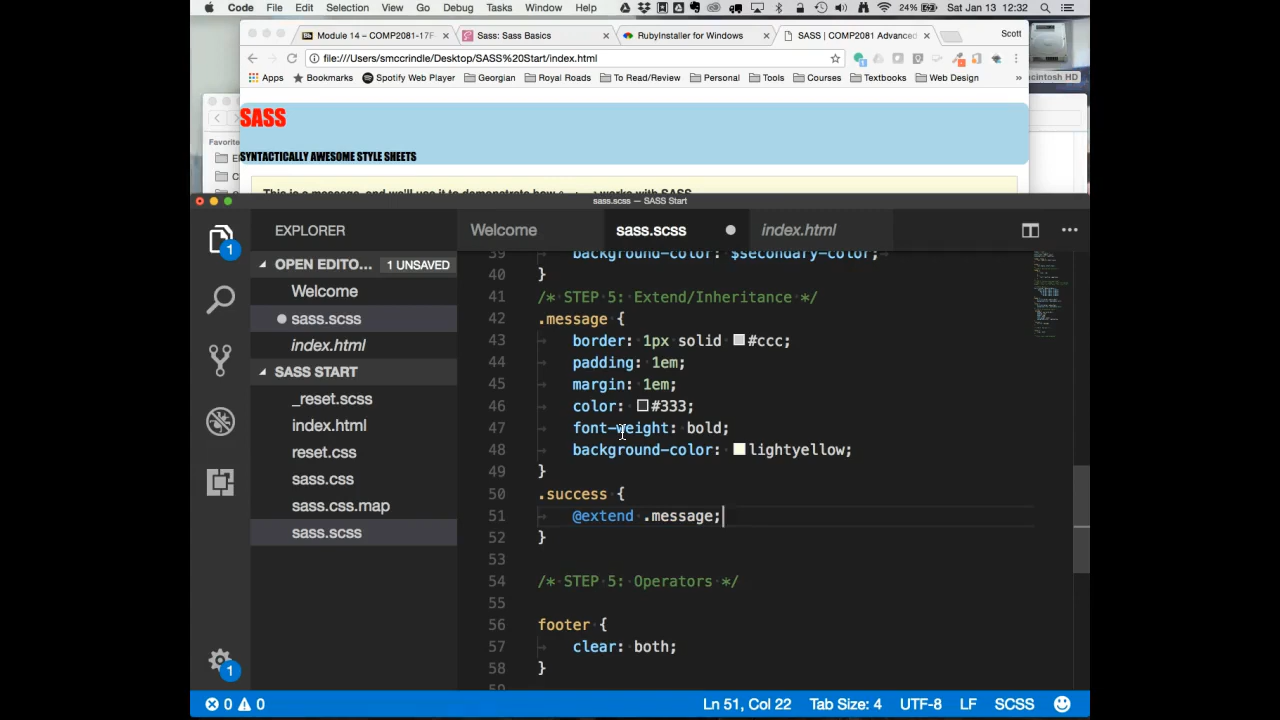 Code File Edit Selection View Go Debug Tasks Window Help 24% Sat Jan 13 12:32
Sass: Sass Basics
RubyInstaller for Windows
SASS | COMP2081 Advanced
Scott
file:///Users/smccrindle/Desktop/SASS%20Start/index.html
Apps Bookmarks Spotify Web Player Georgian Royal Roads To Read/Review Personal Tools Courses Textbooks Web Design »
SASS
SYNTACTICALLY AWESOME STYLE SHEETS
Favorite
sass.scss — SASS Start
EXPLORER
OPEN EDITO... 1 UNSAVED
Welcome
sass.scss
index.html
SASS START
_reset.scss
index.html
reset.css
sass.css
sass.css.map
sass.scss
1
1
Welcome sass.scss index.html
39 background-color: $secondary-color;
40 }
41 /* STEP 5: Extend/Inheritance */
42 .message {
43 border: 1px solid #ccc;
44 padding: 1em;
45 margin: 1em;
46 color: #333;
47 font-weight: bold;
48 background-color: lightyellow;
49 }
50 .success {
51 @extend .message;
52 }
53
54 /* STEP 5: Operators */
55
56 footer {
57 clear: both;
58 }
0 0 Ln 51, Col 22 Tab Size: 4 UTF-8 LF SCSS